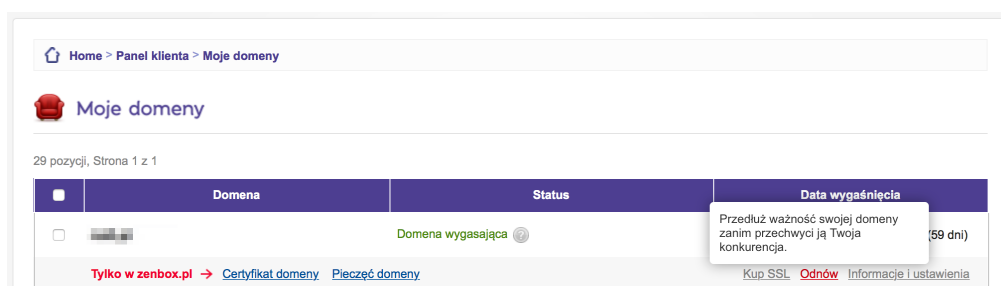 Home > Panel klienta > Moje domeny
Moje domeny
29 pozycji, Strona 1 z 1
Domena Status Data wygaśnięcia
Przedłuż ważność swojej domeny
zanim przechwyci ją Twoja
konkurencja.
Domena wygasająca ? (59 dni)
Tylko w zenbox.pl → Certyfikat domeny Pieczęć domeny Kup SSL Odnów Informacje i ustawienia